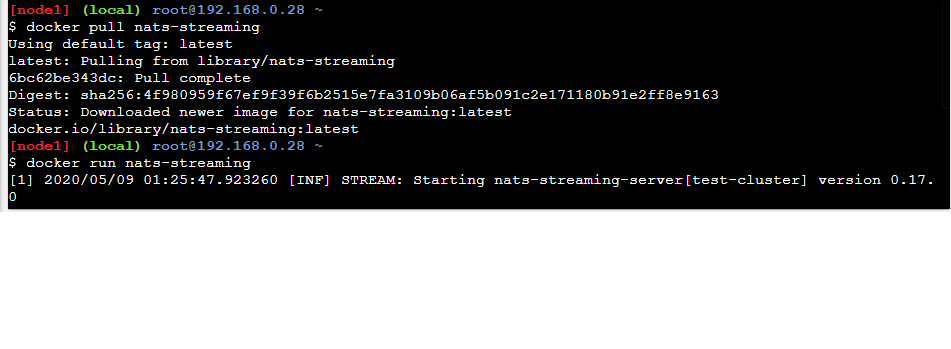 [node1] (local) root@192.168.0.28 ~
$ docker pull nats-streaming
Using default tag: latest
latest: Pulling from library/nats-streaming
6bc62be343dc: Pull complete
Digest: sha256:4f980959f67ef9f39f6b2515e7fa3109b06af5b091c2e171180b91e2ff8e9163
Status: Downloaded newer image for nats-streaming:latest
docker.io/library/nats-streaming:latest
[node1] (local) root@192.168.0.28 ~
$ docker run nats-streaming
[1] 2020/05/09 01:25:47.923260 [INF] STREAM: Starting nats-streaming-server[test-cluster] version 0.17.
0